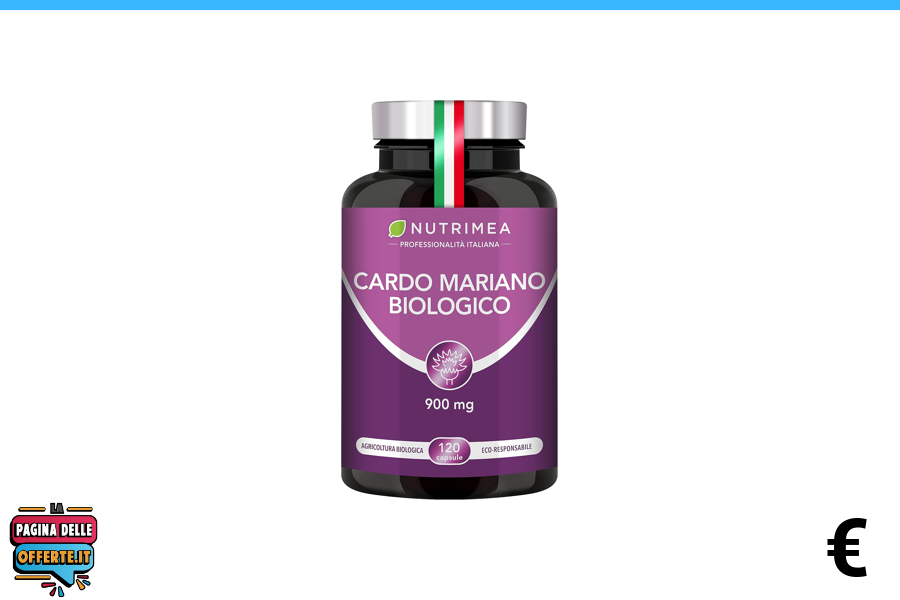 NUTRIMEA
PROFESSIONALITÀ ITALIANA
CARDO MARIANO
BIOLOGICO
900 mg
AGRICOLTURA BIOLOGICA
120
capsule
ECO-RESPONSABILE
LA
PAGINA DELLE
OFFERTE.IT
€